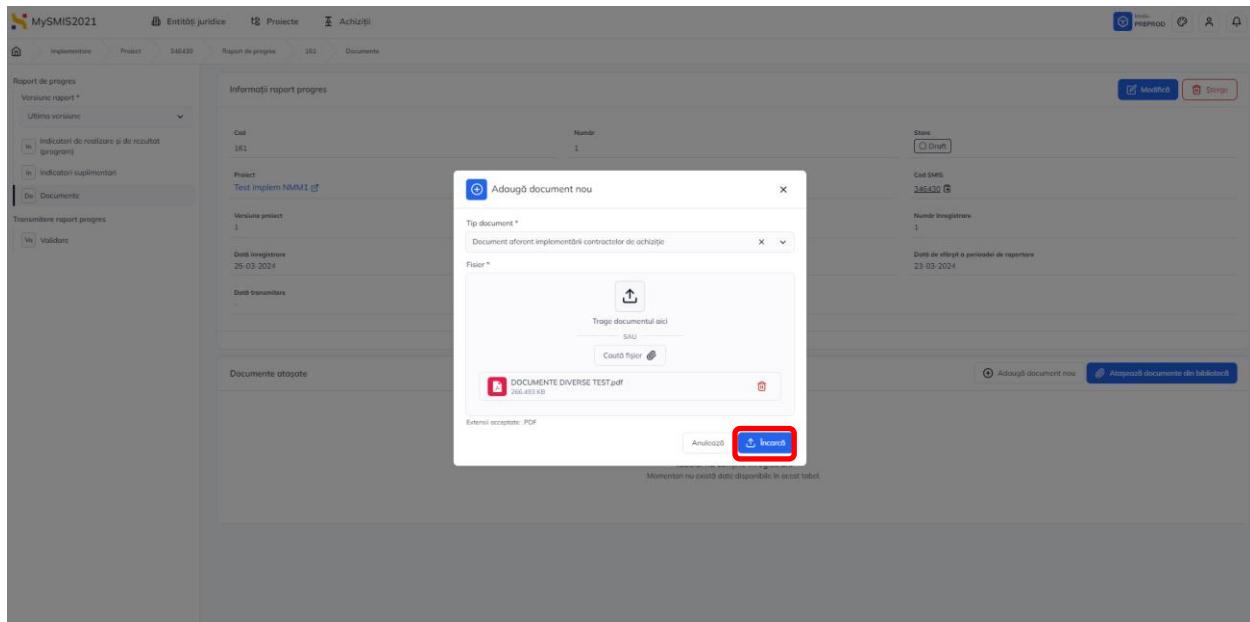 MySMIS2021
Entități juridice
Proiecte
Achiziții
Mediu
PREPROD
Implementare
Proiect
346430
Raport de progres
161
Documente
Raport de progres
Versiune raport *
Ultima versiune
In
Indicatori de realizare și de rezultat
(program)
In
Indicatori suplimentari
Do
Documente
Transmitere raport progres
Va
Validare
Informații raport progres
Modifică
Șterge
Cod
161
Număr
1
Stare
Draft
Proiect
Test implem NMM1
Cod SMIS
346430
Versiune proiect
1
Număr înregistrare
1
Dată înregistrare
25-03-2024
Dată de sfârșit a perioadei de raportare
23-03-2024
Dată transmitere
-
Adaugă document nou
Tip document *
Document aferent implementării contractelor de achiziție
Fisier *
Trage documentul aici
SAU
Caută fișier
DOCUMENTE DIVERSE TEST.pdf
266.493 KB
Extensii acceptate: .PDF
Anulează
Încarcă
Documente atașate
Adaugă document nou
Atașează documente din bibliotecă
Momentan nu există date disponibile în acest tabel.